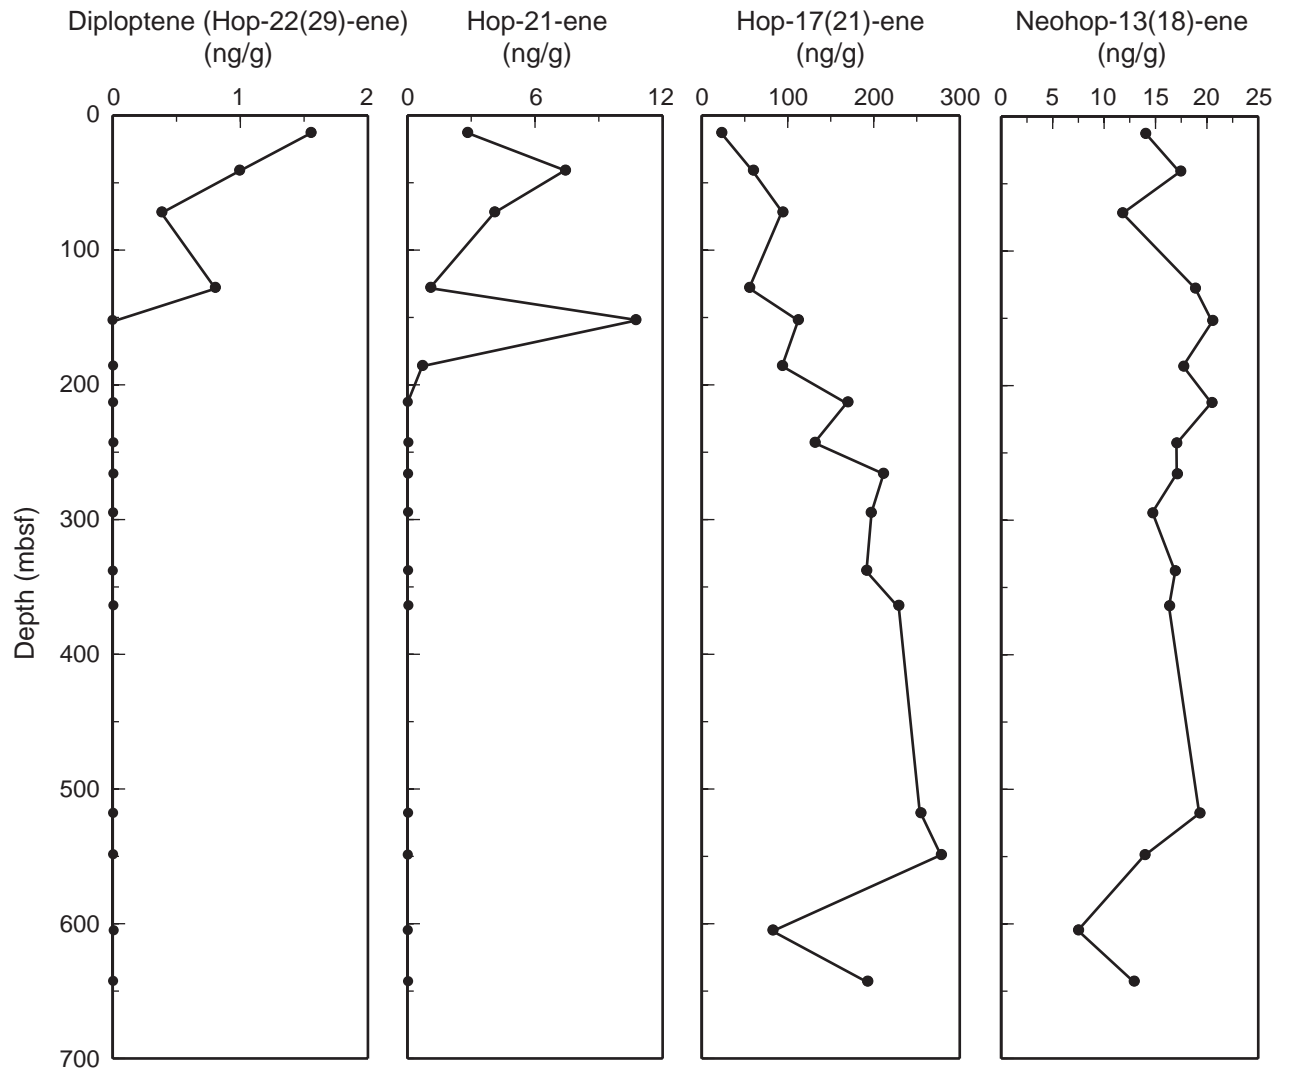 Diploptene (Hop-22(29)-ene) Hop-21-ene Hop-17(21)-ene Neohop-13(18)-ene
(ng/g) (ng/g) (ng/g) (ng/g)
0 1 2 0 6 12 0 100 200 300 0 5 10 15 20 25
0
100
200
300
400
500
600
700
Depth (mbsf)